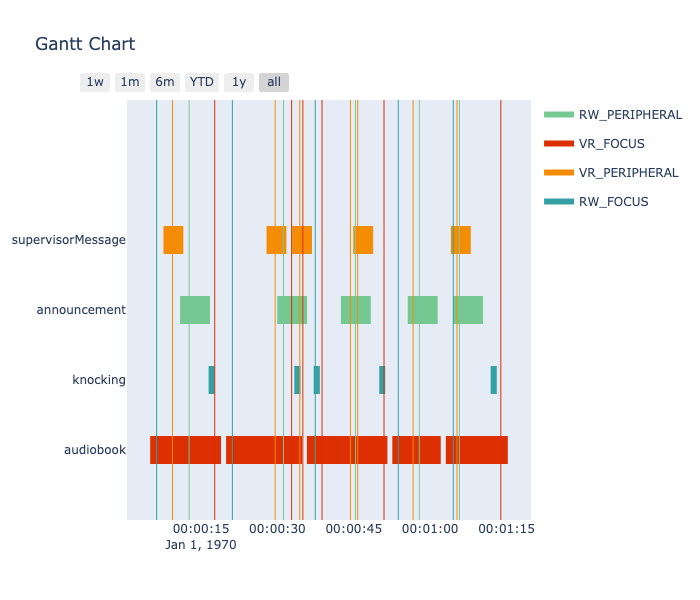 Gantt Chart
1w 1m 6m YTD 1y all
RW_PERIPHERAL
VR_FOCUS
VR_PERIPHERAL
RW_FOCUS
supervisorMessage
announcement
knocking
audiobook
00:00:15 00:00:30 00:00:45 00:01:00 00:01:15
Jan 1, 1970